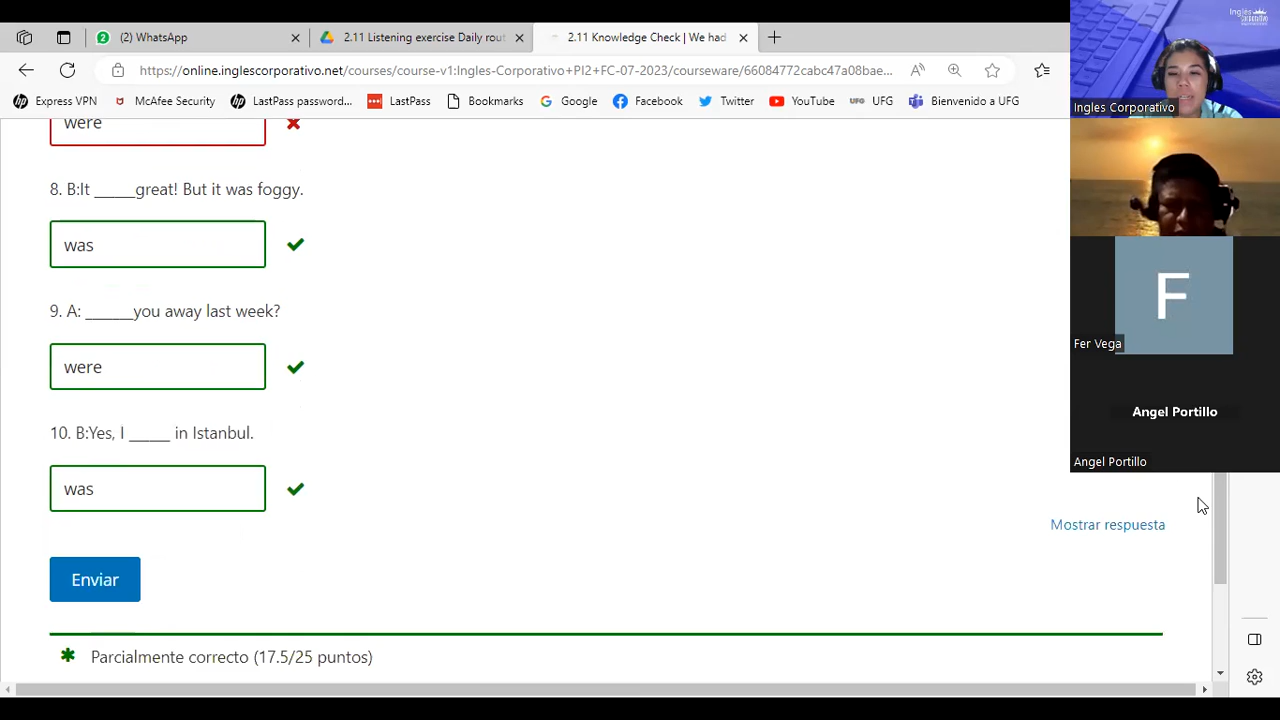 (2) WhatsApp
2.11 Listening exercise Daily rout
2.11 Knowledge Check | We had
https://online.inglescorporativo.net/courses/course-v1:Ingles-Corporativo+PI2+FC-07-2023/courseware/66084772cabc47a08bae...
Express VPN
McAfee Security
LastPass password...
LastPass
Bookmarks
Google
Facebook
Twitter
YouTube
UFG
Bienvenido a UFG
were
8. B:It _____great! But it was foggy.
was
9. A: ______you away last week?
were
10. B:Yes, I _____ in Istanbul.
was
Mostrar respuesta
Enviar
Parcialmente correcto (17.5/25 puntos)
Inglés
corporativo
Ingles Corporativo
F
Fer Vega
Angel Portillo
Angel Portillo